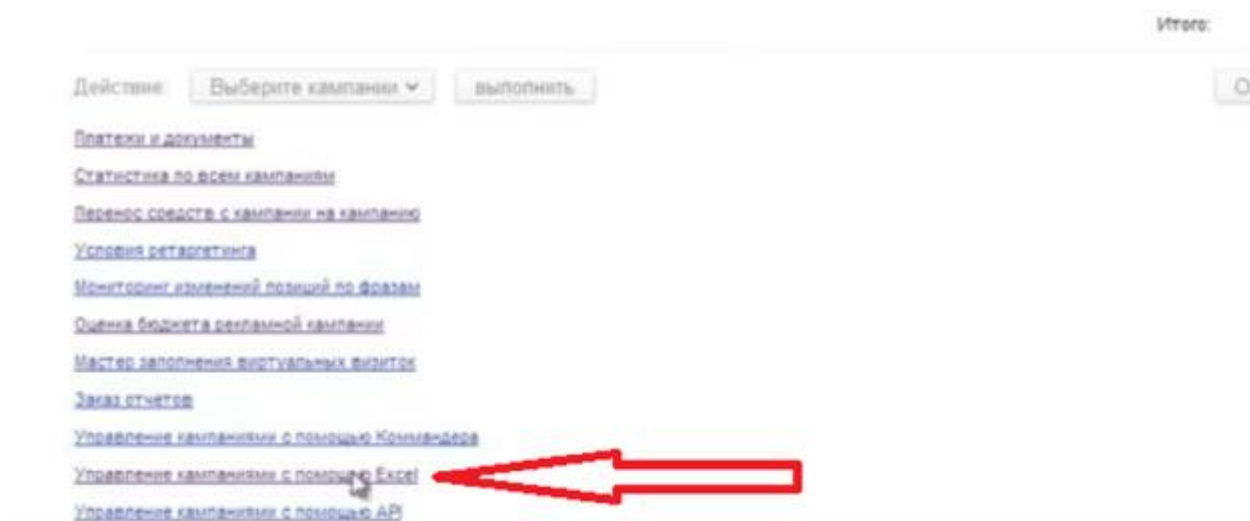 Итого:
Действие: Выберите кампании выполнить О
Платежи и документы
Статистика по всем кампаниям
Перенос средств с кампании на кампанию
Условия ретаргетинга
Мониторинг изменений позиций по фразам
Оценка бюджета рекламной кампании
Мастер заполнения виртуальных визиток
Заказ отчетов
Управление кампаниями с помощью Коммандера
Управление кампаниями с помощью Excel
Управление кампаниями с помощью API